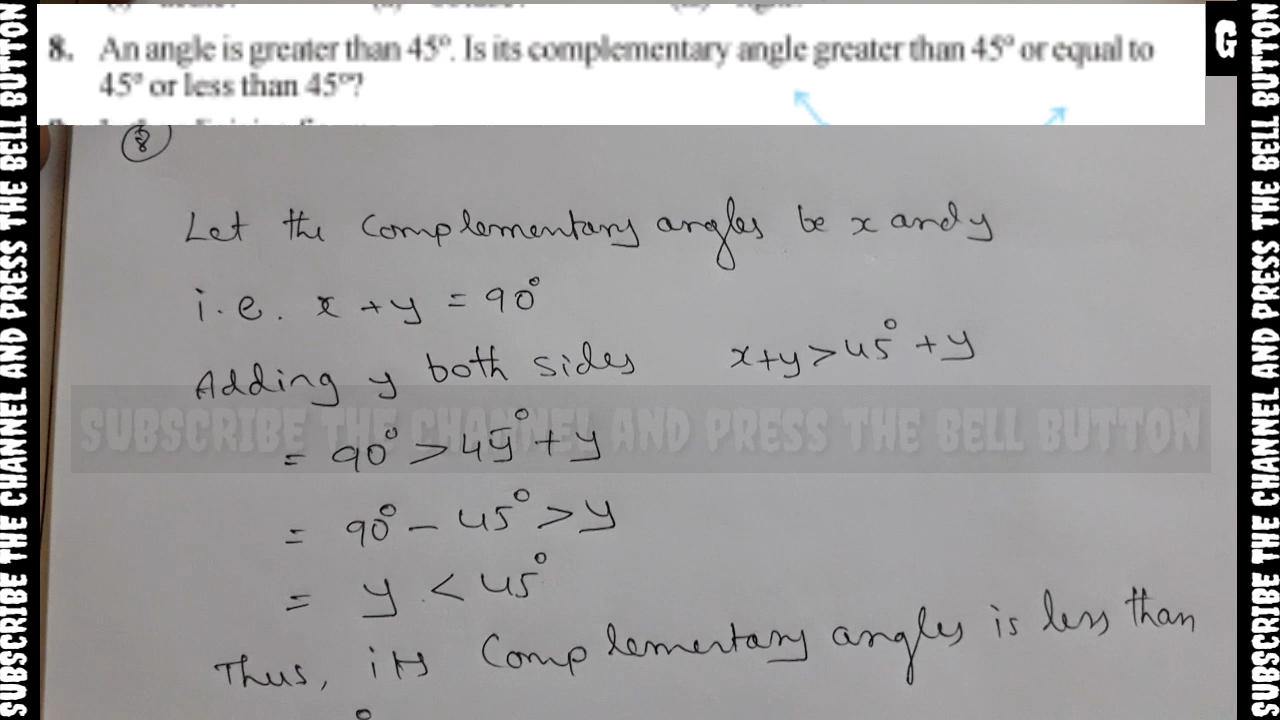 8. An angle is greater than 45°. Is its complementary angle greater than 45° or equal to
45° or less than 45°?
G
8
Let the complementary angles be x and y
i.e. x + y = 90°
Adding y both sides x+y > 45° + y
SUBSCRIBE THE CHANNEL AND PRESS THE BELL BUTTON
= 90° > 45° + y
= 90° - 45° > y
= y < 45°
Thus, its complementary angles is less than
SUBSCRIBE THE CHANNEL AND PRESS THE BELL BUTTON
SUBSCRIBE THE CHANNEL AND PRESS THE BELL BUTTON